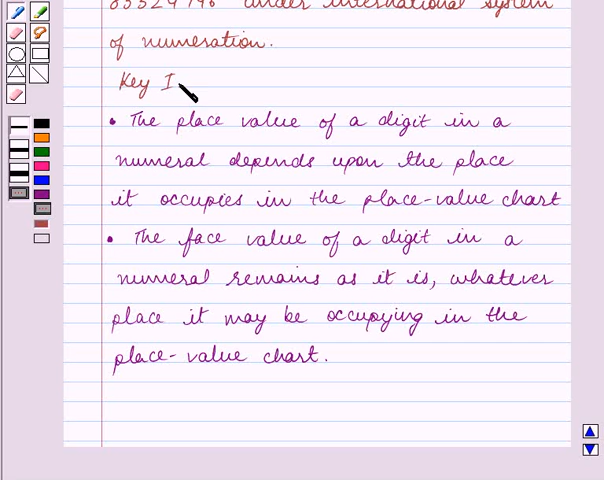 under international system
of numeration.
Key I
• The place value of a digit in a
numeral depends upon the place
it occupies in the place-value chart
• The face value of a digit in a
numeral remains as it is, whatever
place it may be occupying in the
place-value chart.